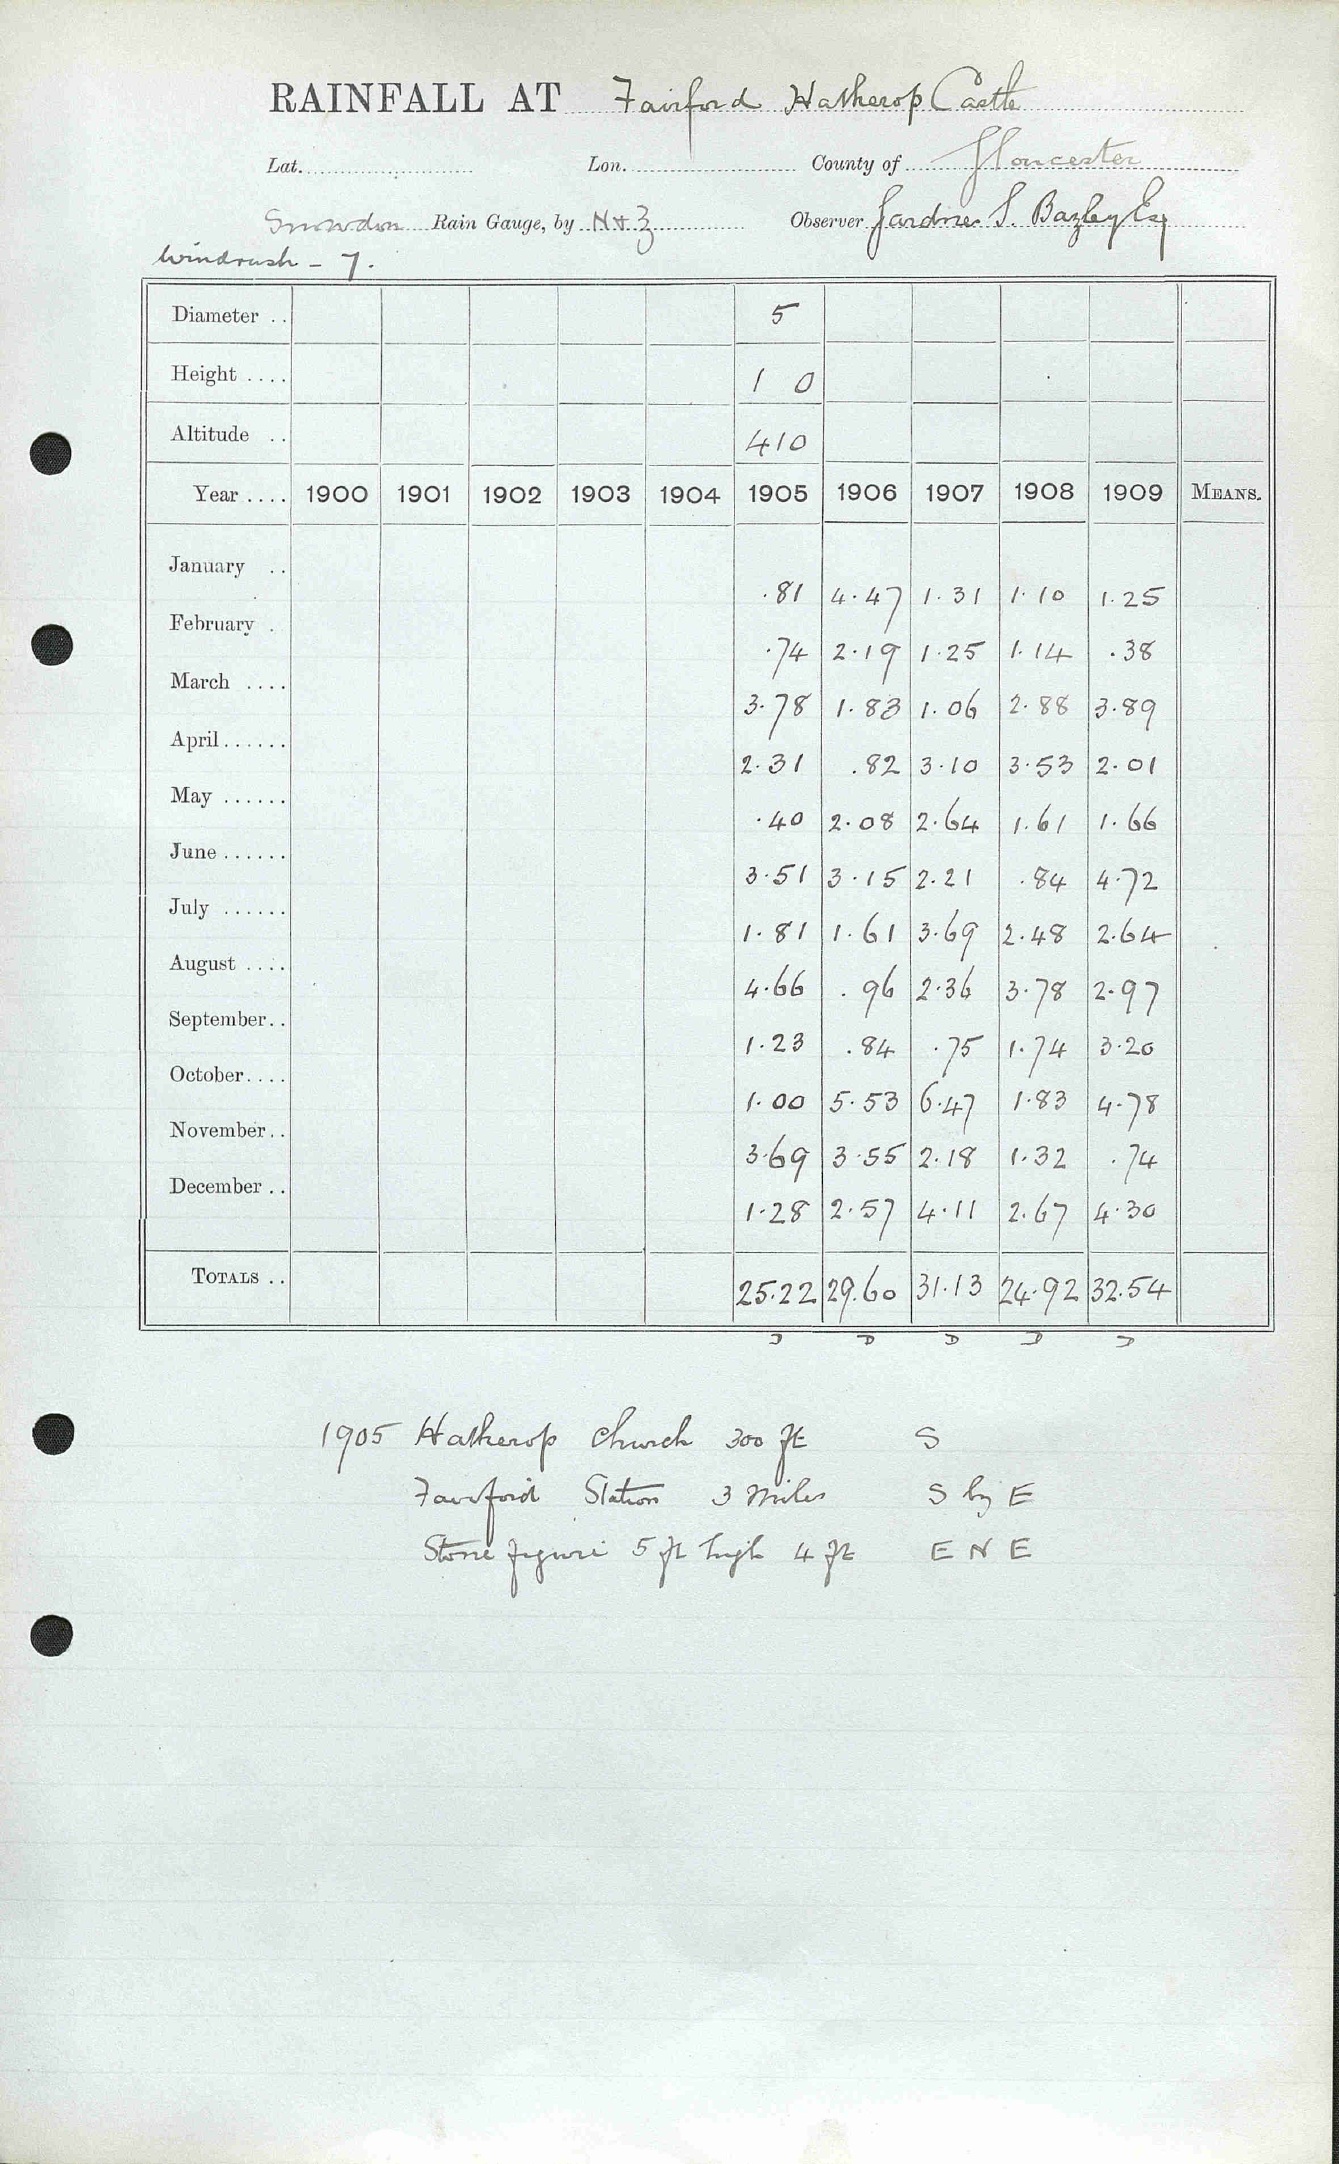 RAINFALL AT Fairford Hatherop Castle
Lat. Lon. County of Gloucester
Snowdon Rain Gauge, by N+Z Observer Gardner S. Bazley Esq
Windrush - 7.
Diameter .. 5
Height .... 1 0
Altitude .. 410
Year .... 1900 1901 1902 1903 1904 1905 1906 1907 1908 1909 MEANS.
January .. .81 4.47 1.31 1.10 1.25
February . .74 2.19 1.25 1.14 .38
March .... 3.78 1.83 1.06 2.88 3.89
April...... 2.31 .82 3.10 3.53 2.01
May ...... .40 2.08 2.64 1.61 1.66
June...... 3.51 3.15 2.21 .84 4.72
July ...... 1.81 1.61 3.69 2.48 2.64
August .... 4.66 .96 2.36 3.78 2.97
September.. 1.23 .84 .75 1.74 3.20
October.... 1.00 5.53 6.47 1.83 4.78
November.. 3.69 3.55 2.18 1.32 .74
December .. 1.28 2.57 4.11 2.67 4.30
TOTALS .. 25.22 29.60 31.13 24.92 32.54
D D D D D
1905 Hatherop Church 300 ft S
Fairford Station 3 Miles S by E
Stone figure 5 ft high 4 ft E N E